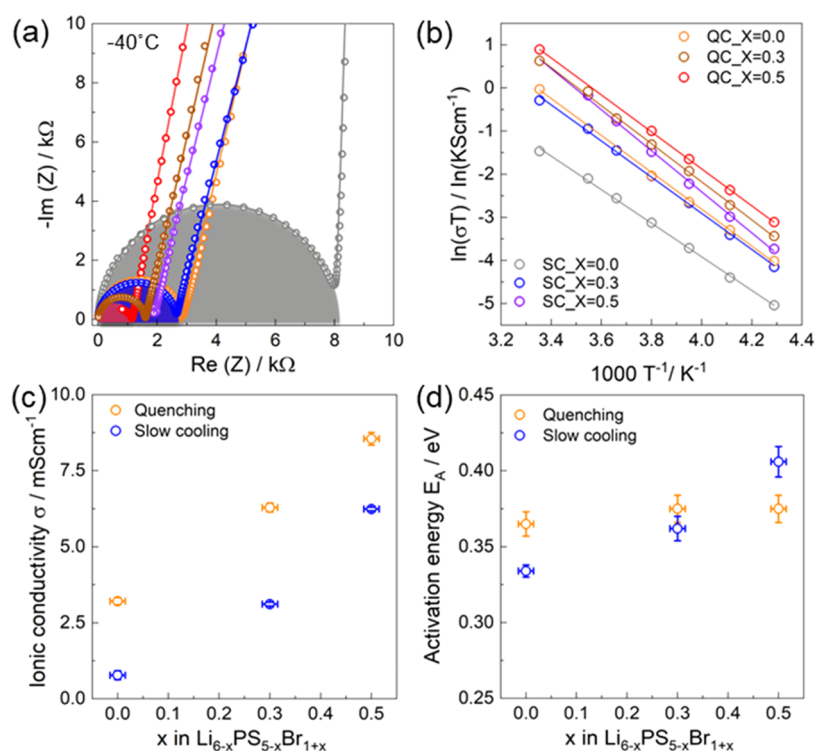 (a)
-40°C
-Im (Z) / kΩ
10
8
6
4
2
0
0 2 4 6 8 10
Re (Z) / kΩ
(b)
QC_X=0.0
QC_X=0.3
QC_X=0.5
SC_X=0.0
SC_X=0.3
SC_X=0.5
ln(σT) / ln(KScm⁻¹)
1
0
-1
-2
-3
-4
-5
3.2 3.4 3.6 3.8 4.0 4.2 4.4
1000 T⁻¹/ K⁻¹
(c)
Quenching
Slow cooling
Ionic conductivity σ / mScm⁻¹
10.0
7.5
5.0
2.5
0.0
0.0 0.1 0.2 0.3 0.4 0.5
x in Li₆₋ₓPS₅₋ₓBr₁₊ₓ
(d)
Quenching
Slow cooling
Activation energy E_A / eV
0.45
0.40
0.35
0.30
0.25
0.0 0.1 0.2 0.3 0.4 0.5
x in Li₆₋ₓPS₅₋ₓBr₁₊ₓ